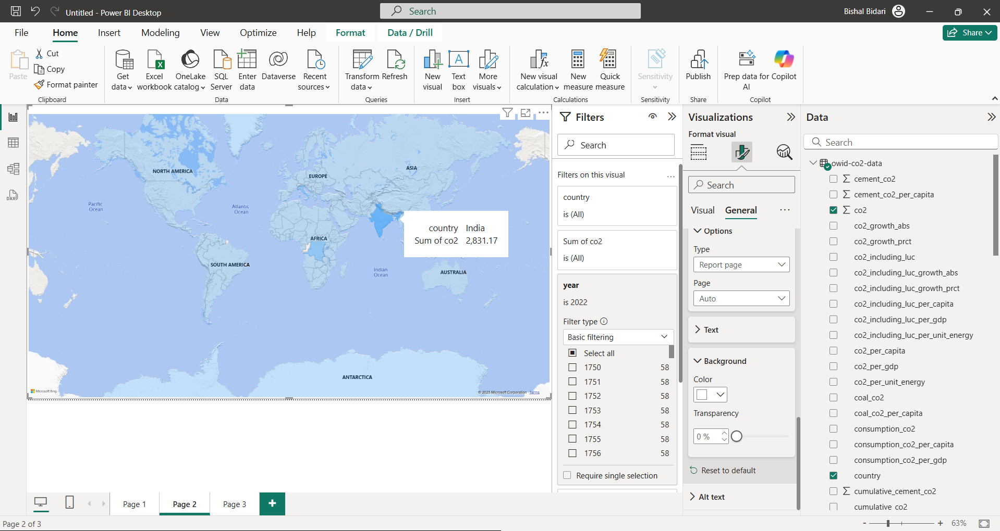 Untitled - Power BI Desktop
Search
Bishal Bidari
File Home Insert Modeling View Optimize Help Format Data / Drill
Share
Paste
Cut
Copy
Format painter
Clipboard
Get data
Excel workbook
OneLake catalog
SQL Server
Enter data
Dataverse
Recent sources
Data
Transform data
Refresh
Queries
New visual
Text box
More visuals
Insert
New visual calculation
New measure
Quick measure
Calculations
Sensitivity
Sensitivity
Publish
Share
Prep data for AI
Copilot
Copilot
NORTH AMERICA
EUROPE
ASIA
Pacific
Ocean
Atlantic
Ocean
AFRICA
SOUTH AMERICA
Indian
Ocean
AUSTRALIA
ANTARCTICA
country India
Sum of co2 2,831.17
Microsoft Bing
© 2025 Microsoft Corporation Terms
Filters
Search
Filters on this visual
country
is (All)
Sum of co2
is (All)
year
is 2022
Filter type
Basic filtering
Select all
1750 58
1751 58
1752 58
1753 58
1754 58
1755 58
1756 58
Require single selection
Visualizations
Format visual
Search
Visual General
Options
Type
Report page
Page
Auto
Text
Background
Color
Transparency
0 %
Reset to default
Alt text
Data
Search
owid-co2-data
cement_co2
cement_co2_per_capita
co2
co2_growth_abs
co2_growth_prct
co2_including_luc
co2_including_luc_growth_abs
co2_including_luc_growth_prct
co2_including_luc_per_capita
co2_including_luc_per_gdp
co2_including_luc_per_unit_energy
co2_per_capita
co2_per_gdp
co2_per_unit_energy
coal_co2
coal_co2_per_capita
consumption_co2
consumption_co2_per_capita
consumption_co2_per_gdp
country
cumulative_cement_co2
cumulative_co2
Page 1 Page 2 Page 3
Page 2 of 3
63%